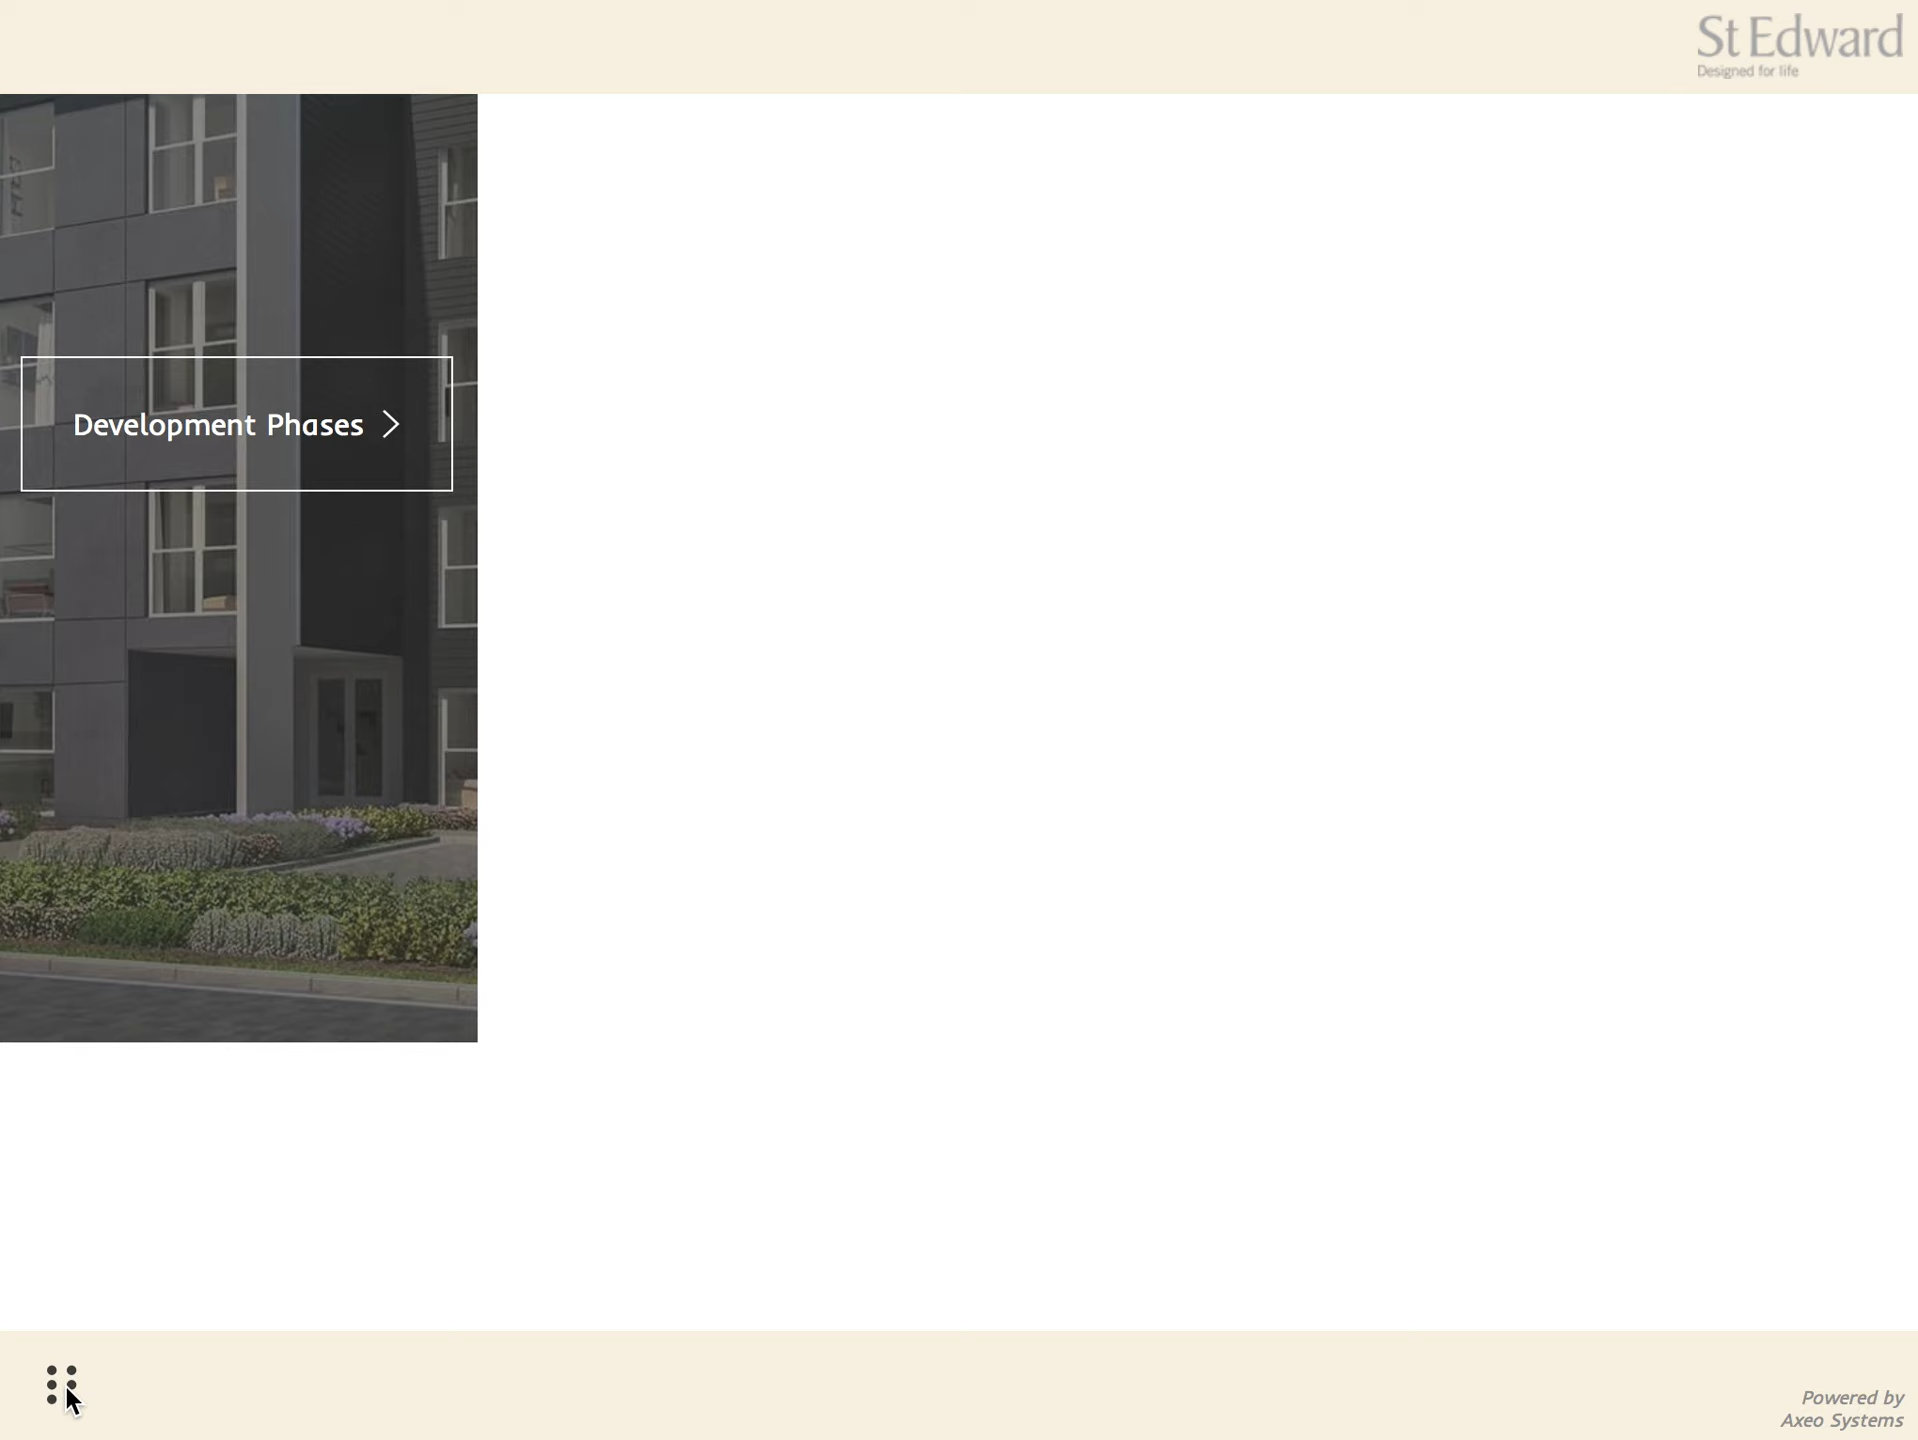 St Edward
Designed for life
Development Phases
Powered by
Axeo Systems